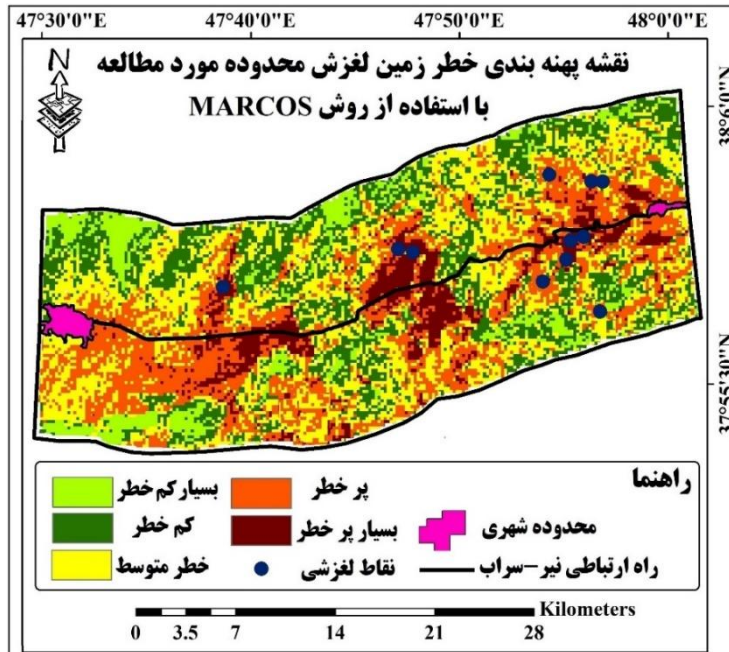 47°30'0"E 47°40'0"E 47°50'0"E 48°0'0"E
N
نقشه پهنه بندی خطر زمین لغزش محدوده مورد مطالعه
با استفاده از روش MARCOS
38°6'0"N
37°55'30"N
راهنما
بسیار کم خطر
کم خطر
خطر متوسط
پر خطر
بسیار پر خطر
نقاط لغزشی
محدوده شهری
راه ارتباطی نیر-سراب
Kilometers
0 3.5 7 14 21 28